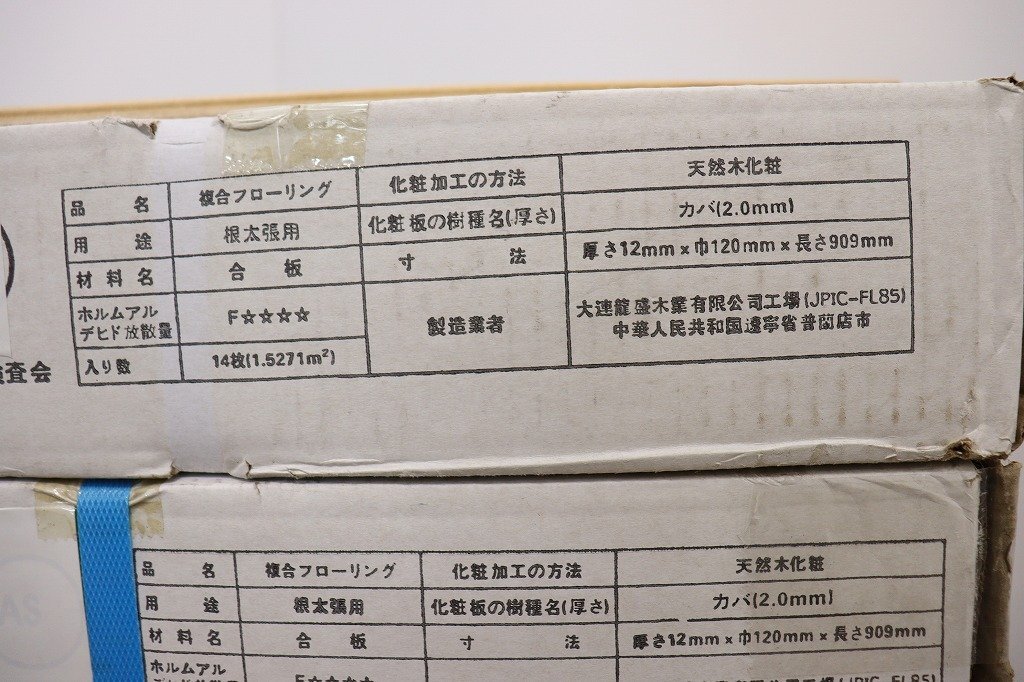 品名 複合フローリング 化粧加工の方法 天然木化粧
用途 根太張用 化粧板の樹種名(厚さ) カバ(2.0mm)
材料名 合板 寸法 厚さ12mm×巾120mm×長さ909mm
ホルムアル
デヒド放散量 F☆☆☆☆ 製造業者 大連龍盛木業有限公司工場(JPIC-FL85)
中華人民共和国遼寧省普蘭店市
入り数 14枚(1.5271m²)
査会
品名 複合フローリング 化粧加工の方法 天然木化粧
用途 根太張用 化粧板の樹種名(厚さ) カバ(2.0mm)
材料名 合板 寸法 厚さ12mm×巾120mm×長さ909mm
ホルムアル
F☆☆☆☆ (JPIC-FL85)